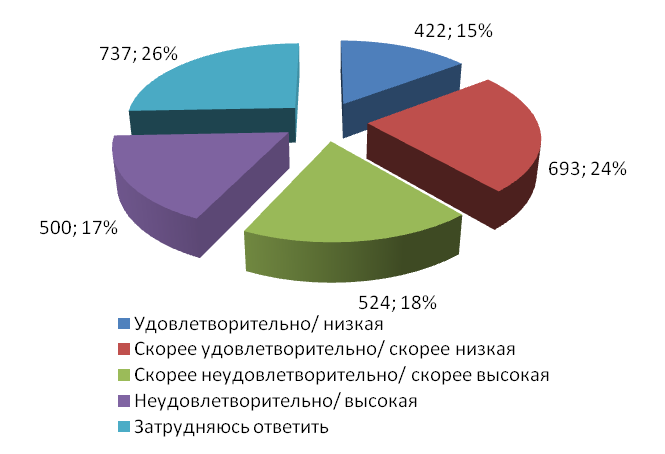 422; 15%
737; 26%
693; 24%
500; 17%
524; 18%
Удовлетворительно/ низкая
Скорее удовлетворительно/ скорее низкая
Скорее неудовлетворительно/ скорее высокая
Неудовлетворительно/ высокая
Затрудняюсь ответить